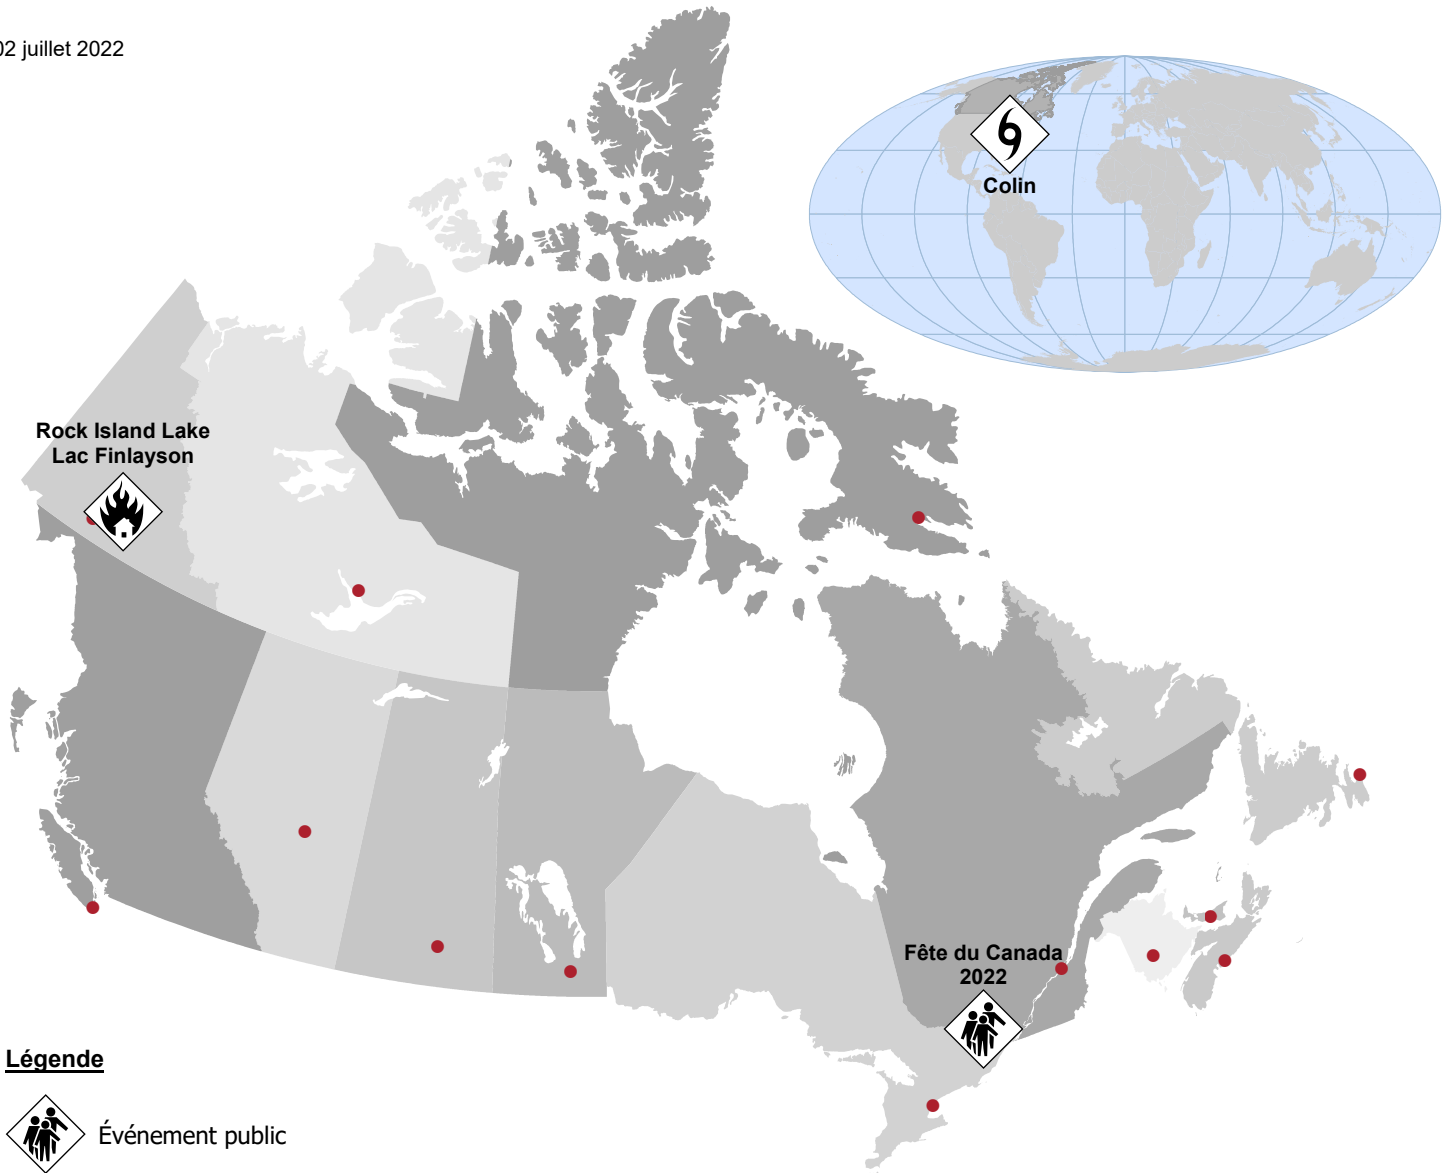 02 juillet 2022
Colin
Rock Island Lake
Lac Finlayson
Fête du Canada
2022
Légende
Événement public